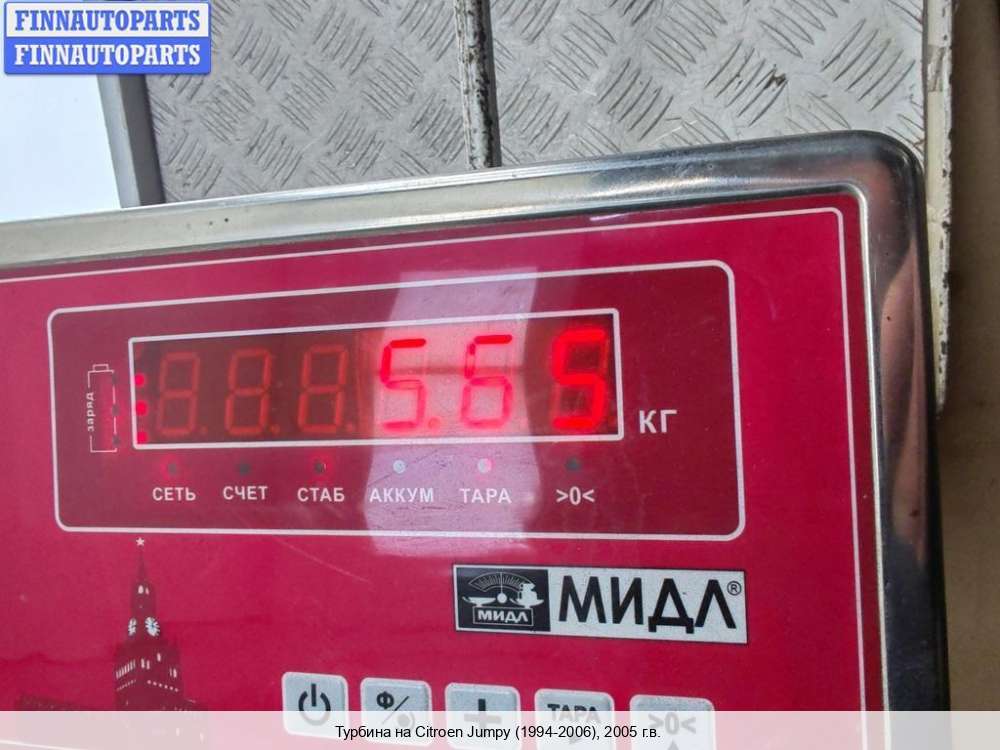 FINNAUTOPARTS
FINNAUTOPARTS
заряд
5.65
КГ
СЕТЬ СЧЕТ СТАБ АККУМ ТАРА >0<
МИДЛ
МИДЛ®
Ф/
+
ТАРА
>0<
Турбина на Citroen Jumpy (1994-2006), 2005 г.в.